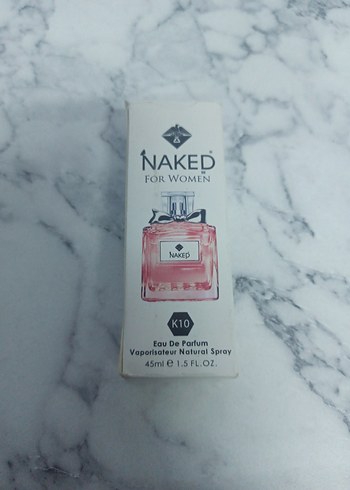 NAKED
FOR WOMEN
NAKED
K10
Eau De Parfum
Vaporisateur Natural Spray
45ml ℮ 1.5 FL.OZ.